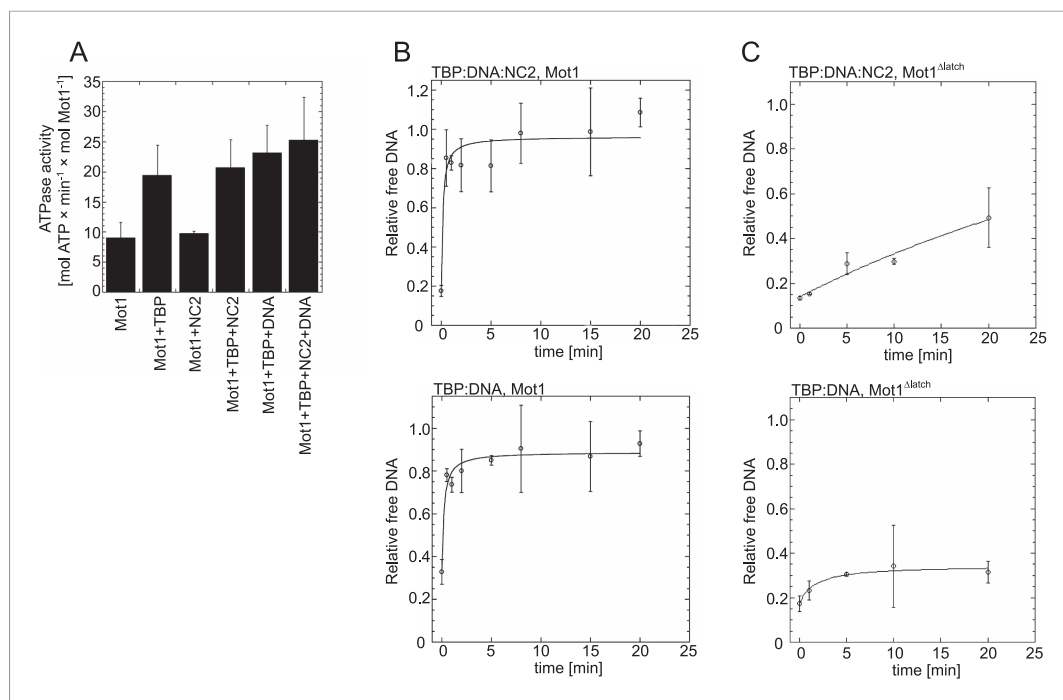 A
ATPase activity
[mol ATP × min⁻¹ × mol Mot1⁻¹]
35
30
25
20
15
10
5
0
Mot1
Mot1+TBP
Mot1+NC2
Mot1+TBP+NC2
Mot1+TBP+DNA
Mot1+TBP+NC2+DNA
B
TBP:DNA:NC2, Mot1
Relative free DNA
1.2
1.0
0.8
0.6
0.4
0.2
0
0 5 10 15 20 25
time [min]
TBP:DNA, Mot1
Relative free DNA
1.0
0.8
0.6
0.4
0.2
0
0 5 10 15 20 25
time [min]
C
TBP:DNA:NC2, Mot1^Δlatch
Relative free DNA
1.0
0.8
0.6
0.4
0.2
0
0 5 10 15 20 25
time [min]
TBP:DNA, Mot1^Δlatch
Relative free DNA
1.0
0.8
0.6
0.4
0.2
0
0 5 10 15 20 25
time [min]